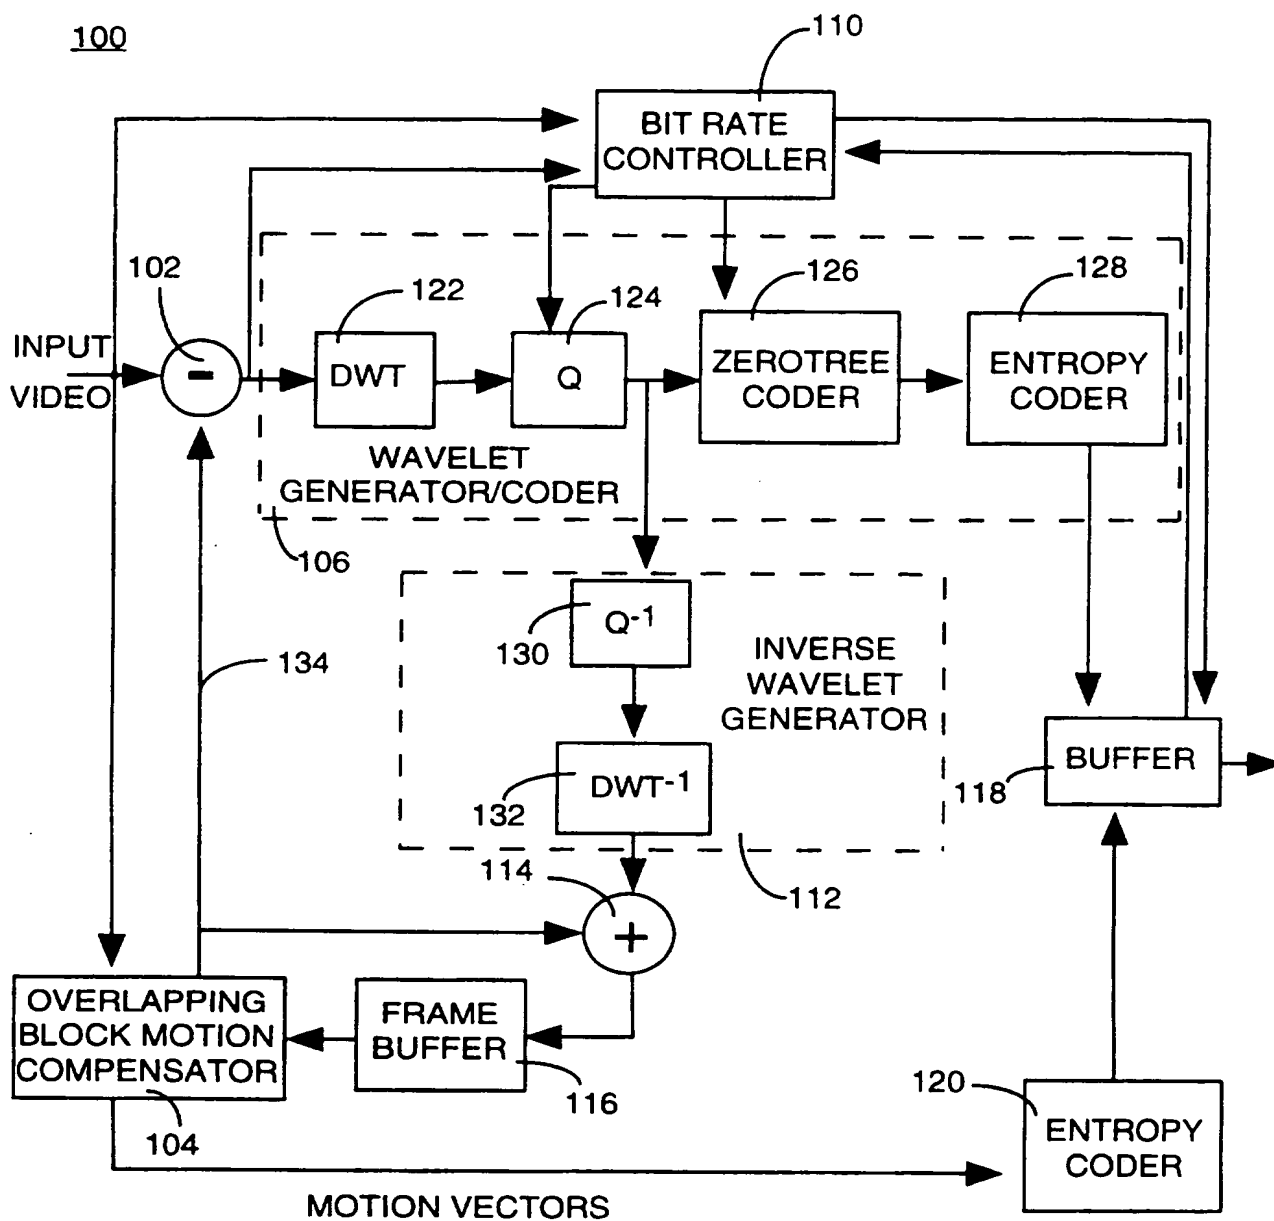 100
110
BIT RATE
CONTROLLER
102
122
124
126
128
INPUT
VIDEO
-
DWT
Q
ZEROTREE
CODER
ENTROPY
CODER
WAVELET
GENERATOR/CODER
106
Q-1
130
INVERSE
WAVELET
GENERATOR
134
DWT-1
132
BUFFER
118
114
112
+
OVERLAPPING
BLOCK MOTION
COMPENSATOR
FRAME
BUFFER
116
104
120
ENTROPY
CODER
MOTION VECTORS